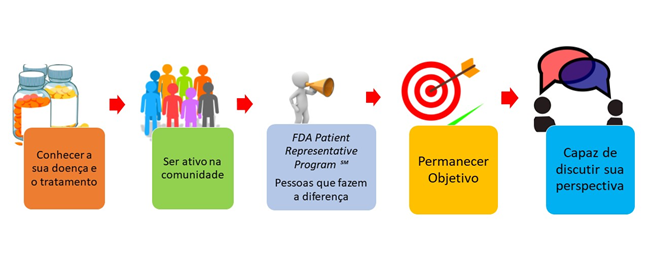 Conhecer a
sua doença e
o tratamento
Ser ativo na
comunidade
FDA Patient
Representative
Program ℠
Pessoas que fazem
a diferença
Permanecer
Objetivo
Capaz de
discutir sua
perspectiva